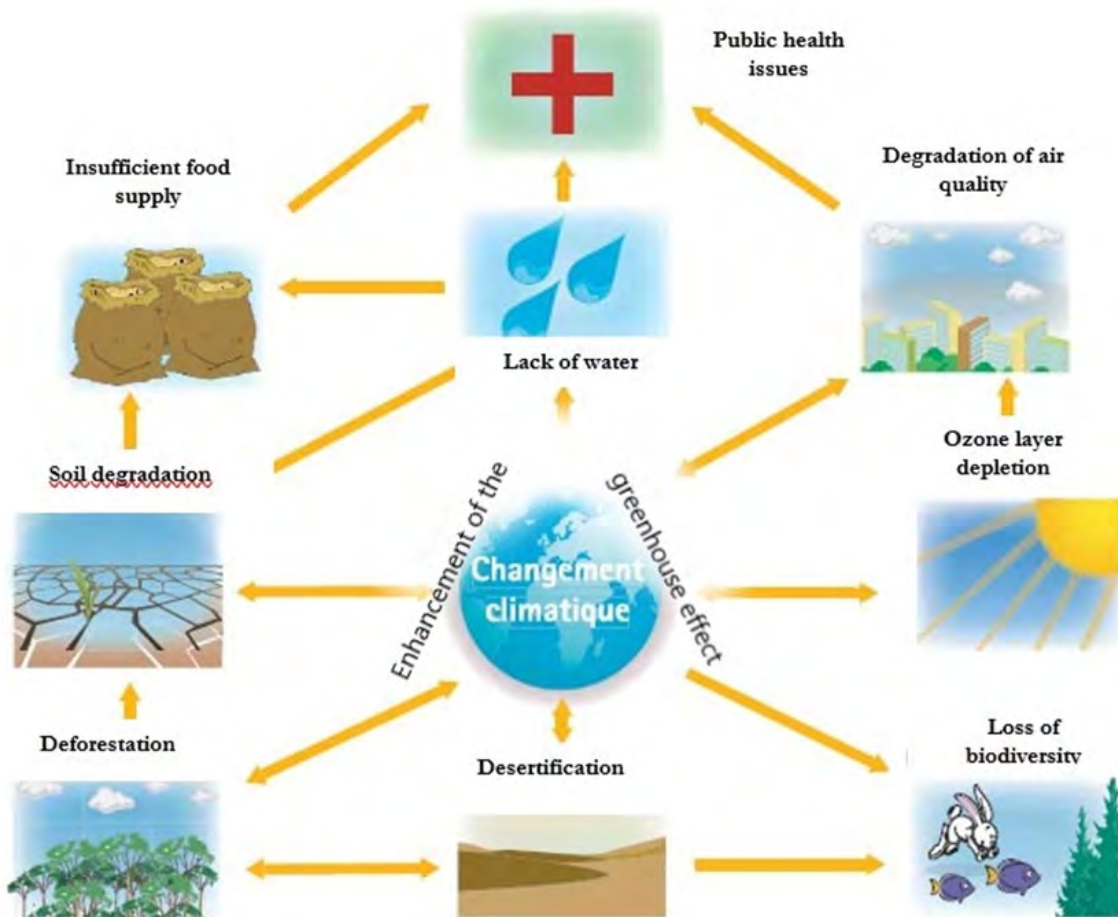 Public health
issues
Insufficient food
supply
Degradation of air
quality
Lack of water
Soil degradation
Ozone layer
depletion
Enhancement of the
greenhouse effect
Changement
climatique
Deforestation
Desertification
Loss of
biodiversity